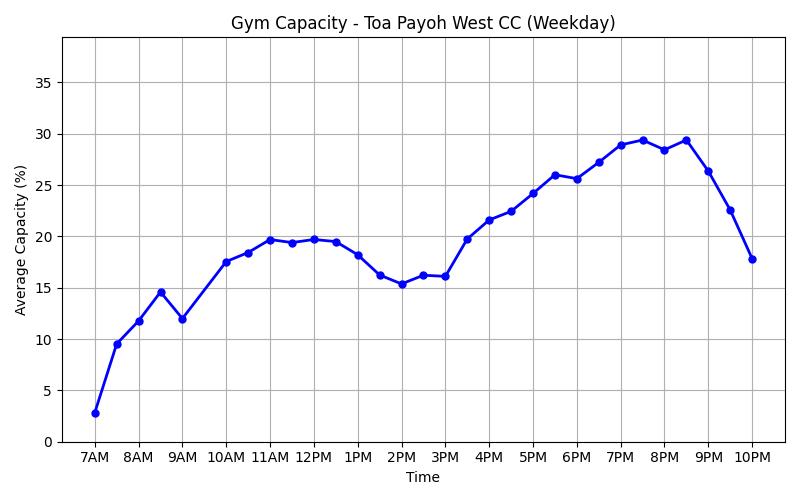 Gym Capacity - Toa Payoh West CC (Weekday)
Average Capacity (%)
35
30
25
20
15
10
5
0
7AM 8AM 9AM 10AM 11AM 12PM 1PM 2PM 3PM 4PM 5PM 6PM 7PM 8PM 9PM 10PM
Time